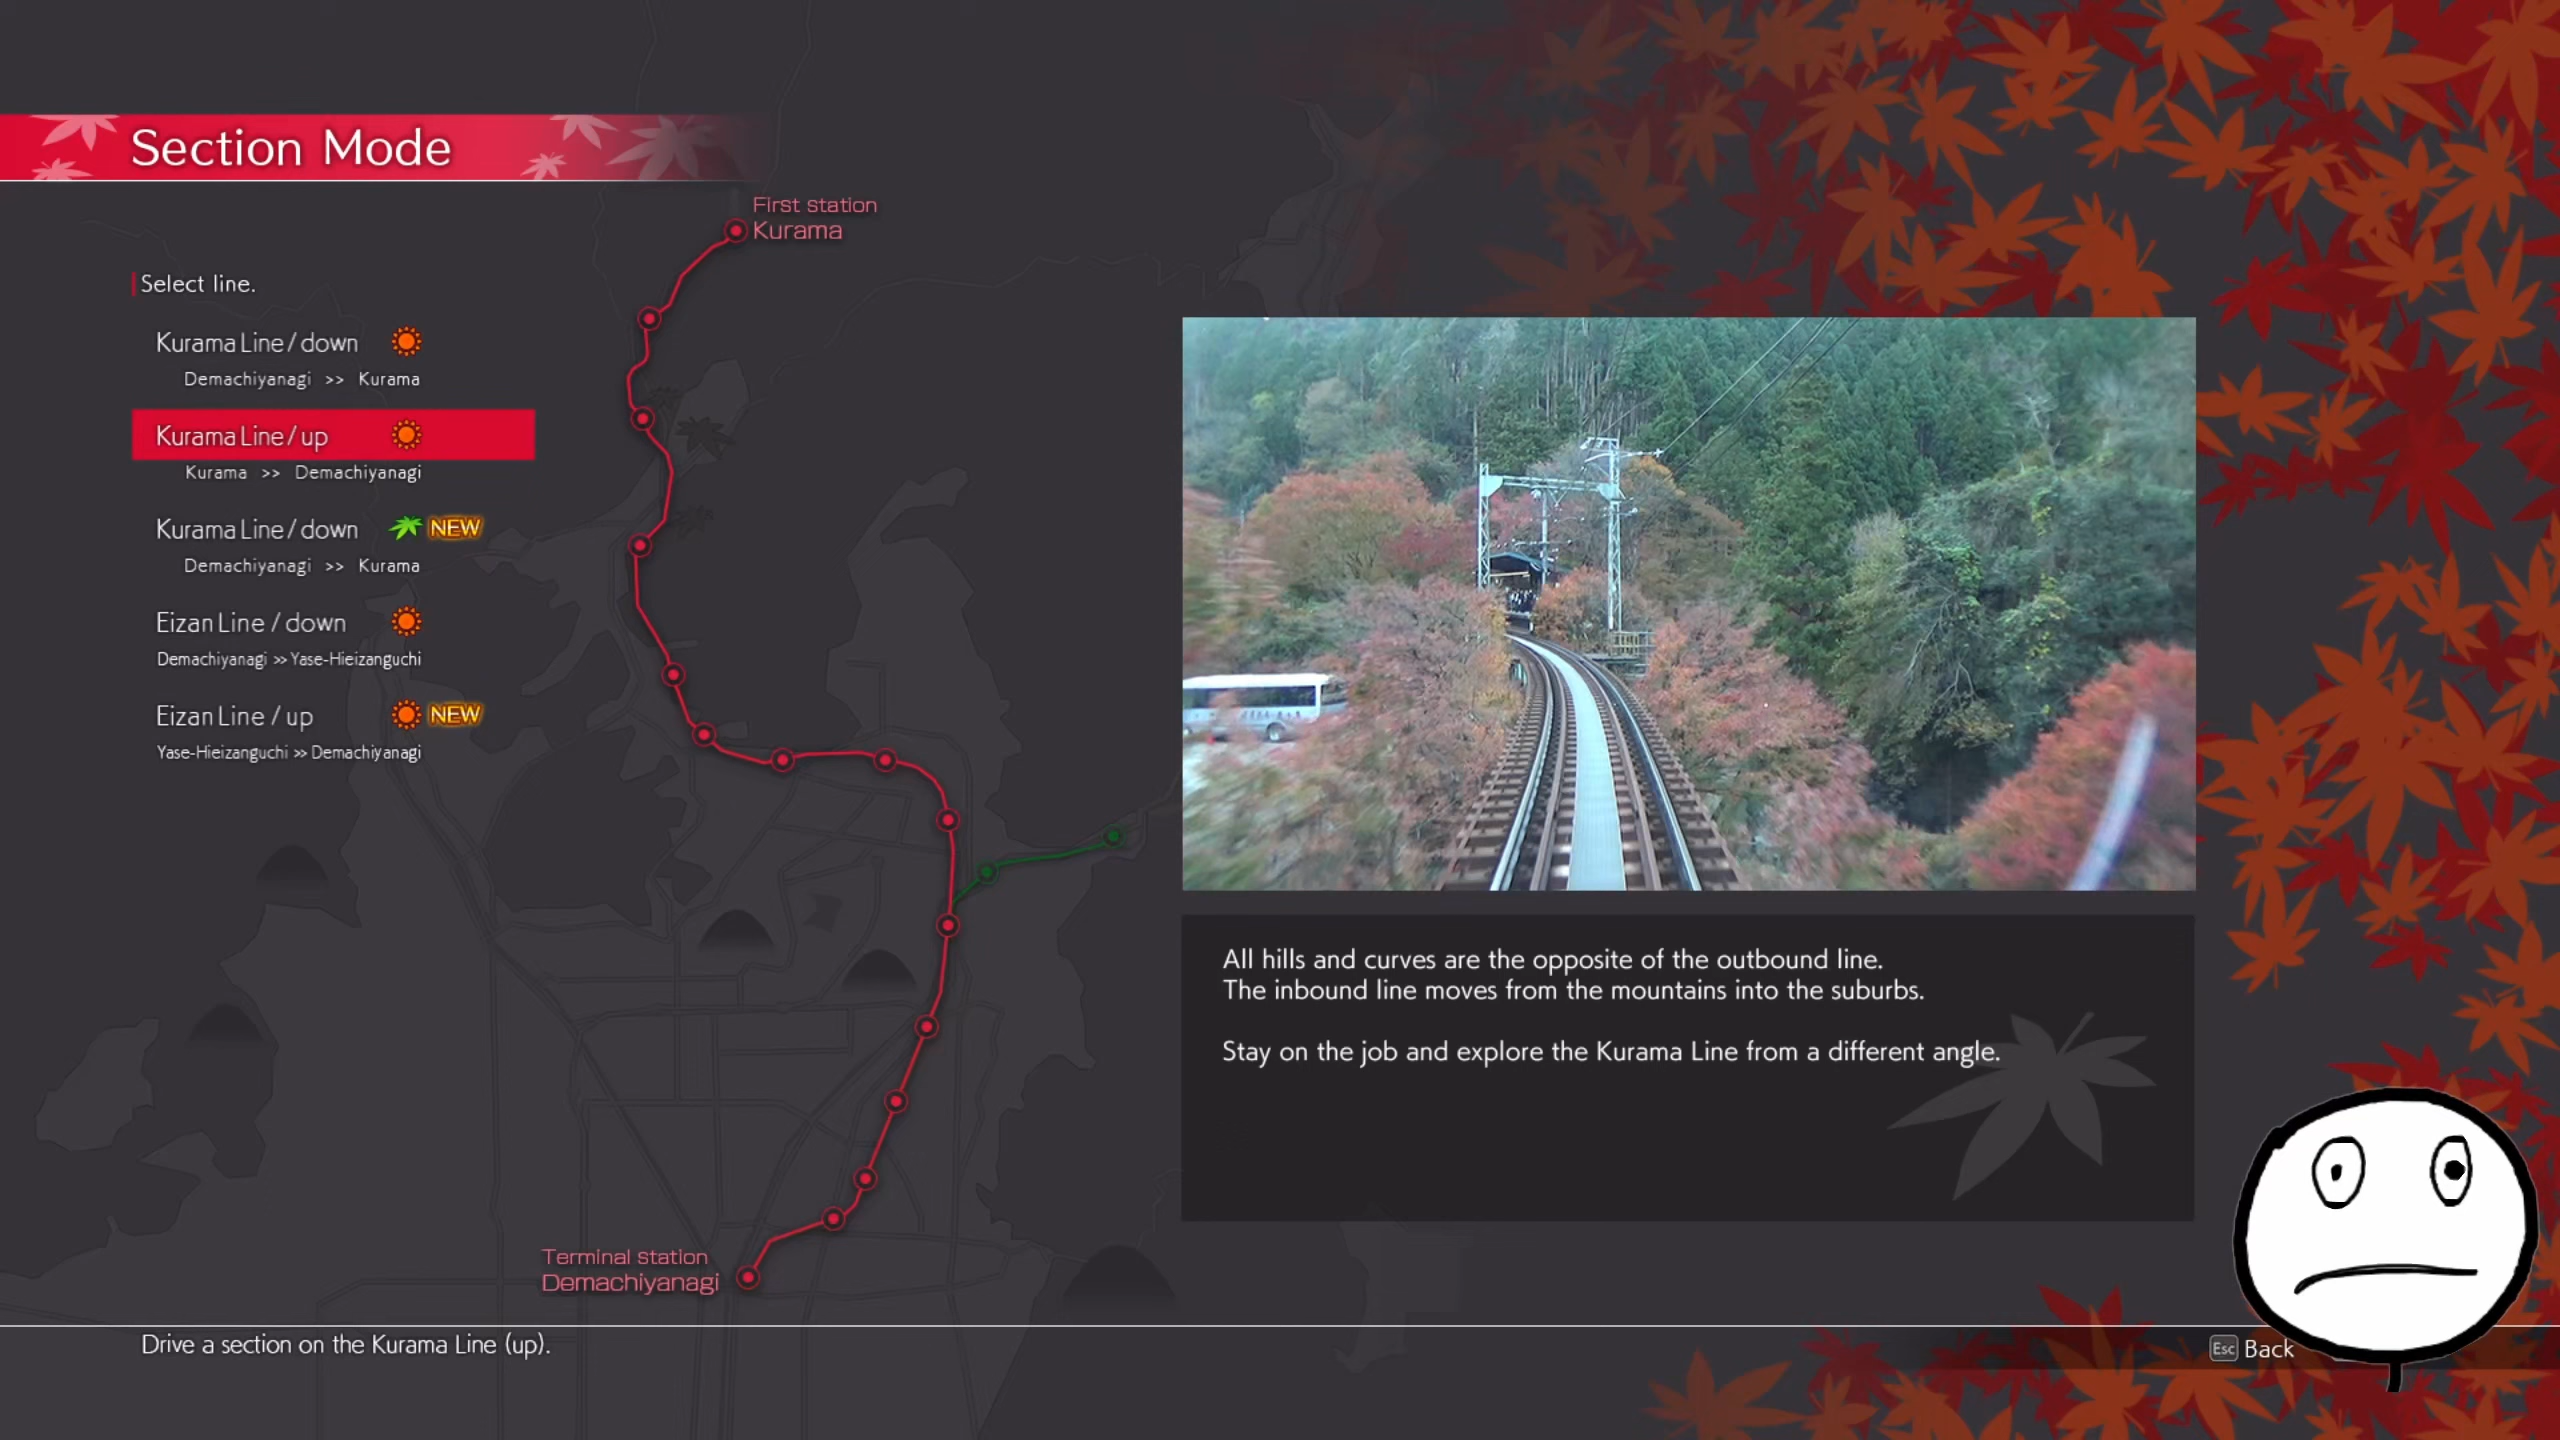 Section Mode
First station
Kurama
Select line.
Kurama Line / down
Demachiyanagi >> Kurama
Kurama Line / up
Kurama >> Demachiyanagi
Kurama Line / down NEW
Demachiyanagi >> Kurama
Eizan Line / down
Demachiyanagi >> Yase-Hieizanguchi
Eizan Line / up NEW
Yase-Hieizanguchi >> Demachiyanagi
All hills and curves are the opposite of the outbound line.
The inbound line moves from the mountains into the suburbs.
Stay on the job and explore the Kurama Line from a different angle.
Terminal station
Demachiyanagi
Drive a section on the Kurama Line (up).
Esc Back